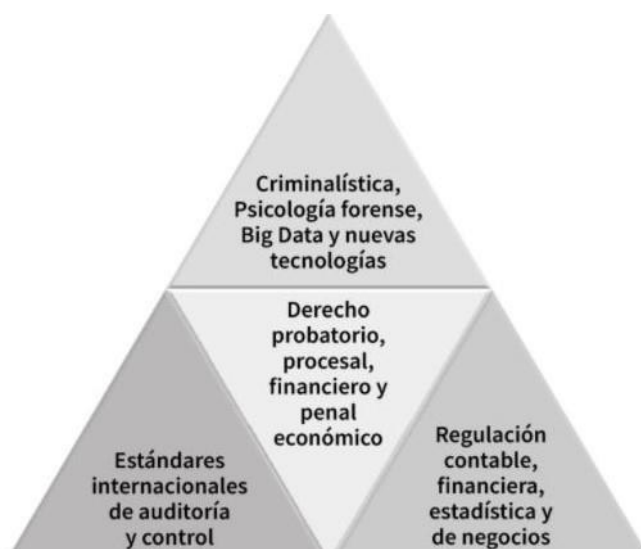 Criminalística,
Psicología forense,
Big Data y nuevas
tecnologías
Derecho
probatorio,
procesal,
financiero y
penal
económico
Estándares
internacionales
de auditoría
y control
Regulación
contable,
financiera,
estadística y
de negocios